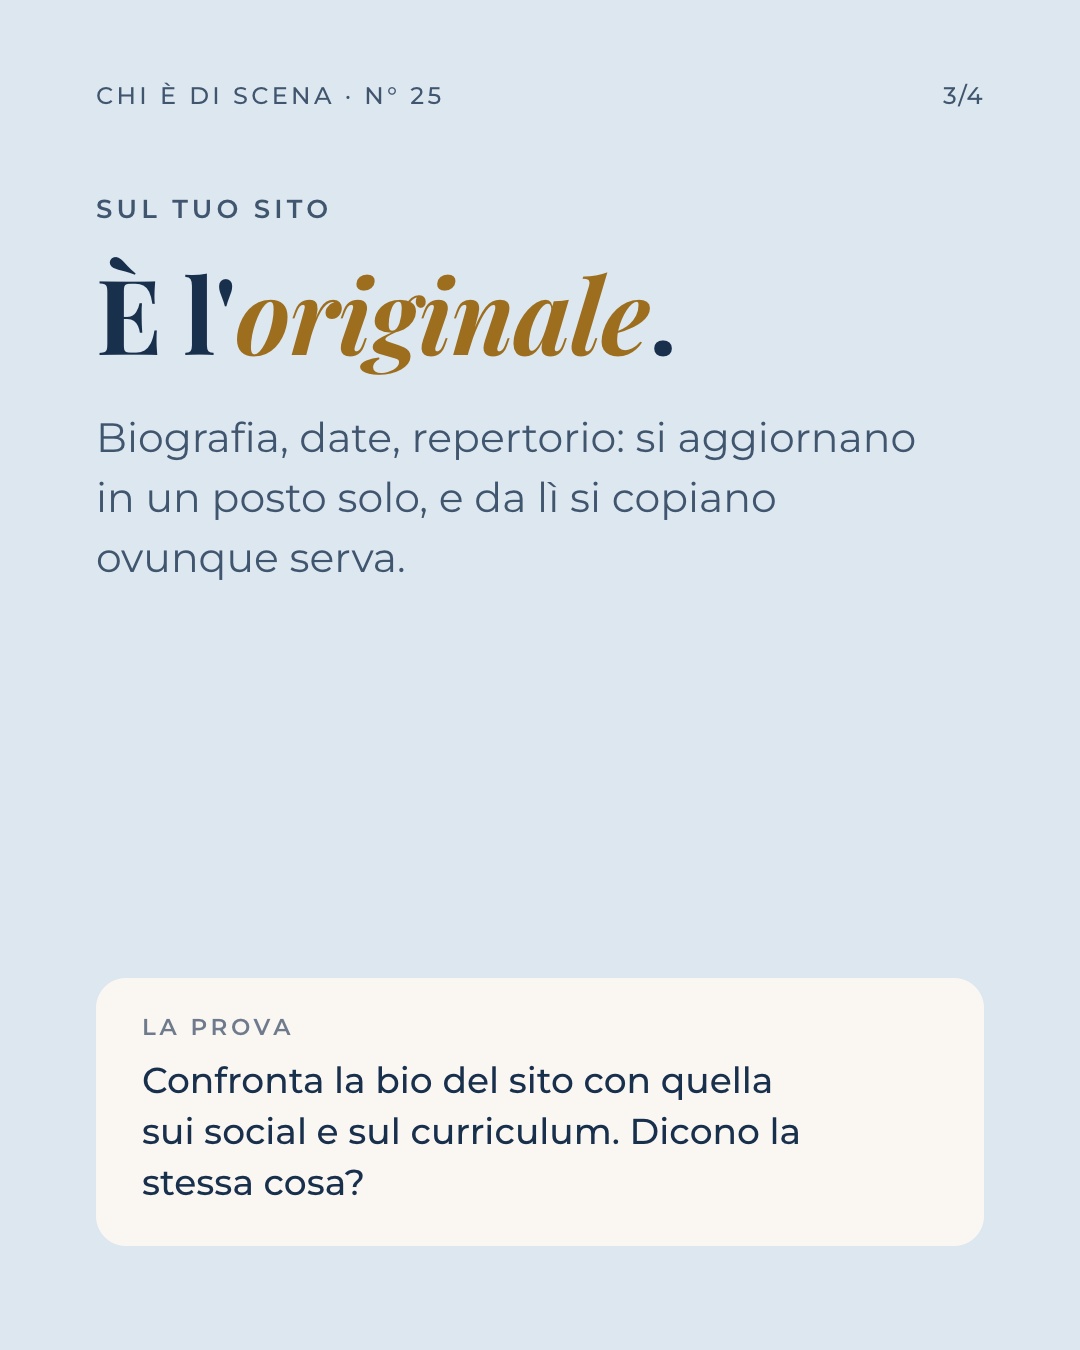 CHI È DI SCENA · N° 25
3/4
SUL TUO SITO
È l'originale.
Biografia, date, repertorio: si aggiornano
in un posto solo, e da lì si copiano
ovunque serva.
LA PROVA
Confronta la bio del sito con quella
sui social e sul curriculum. Dicono la
stessa cosa?